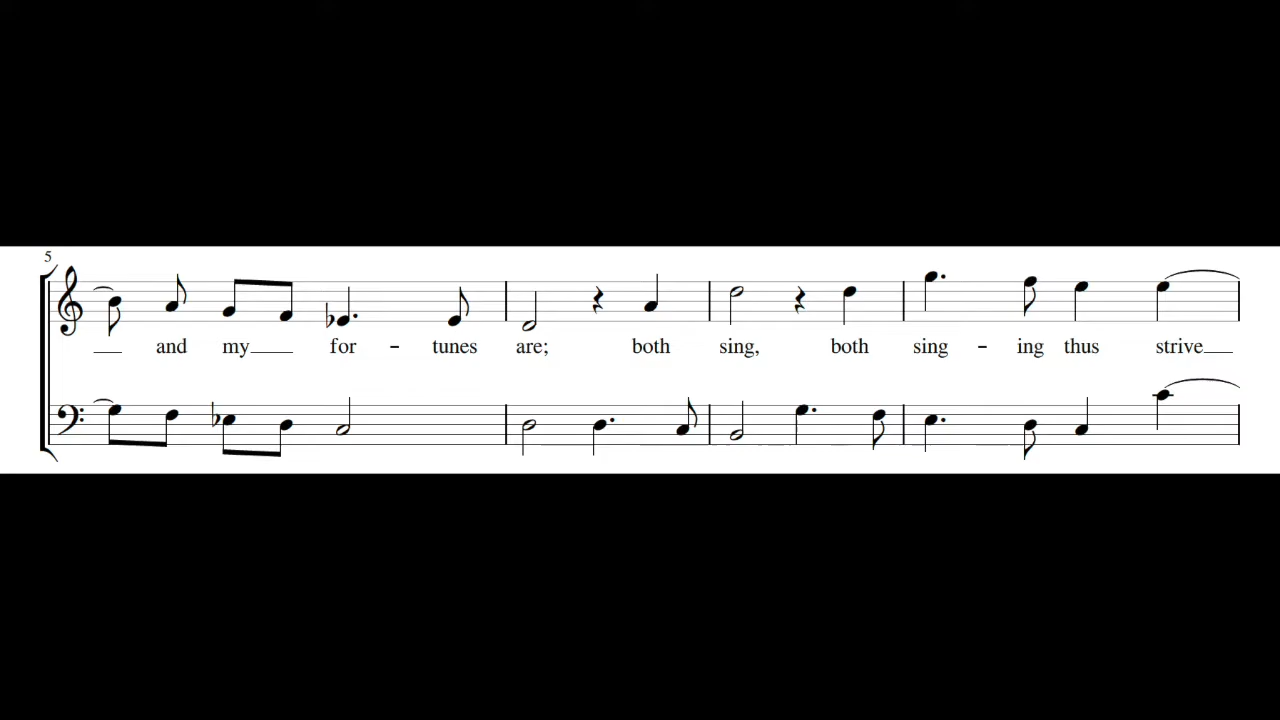 5
and my for - tunes are; both sing, both sing - ing thus strive